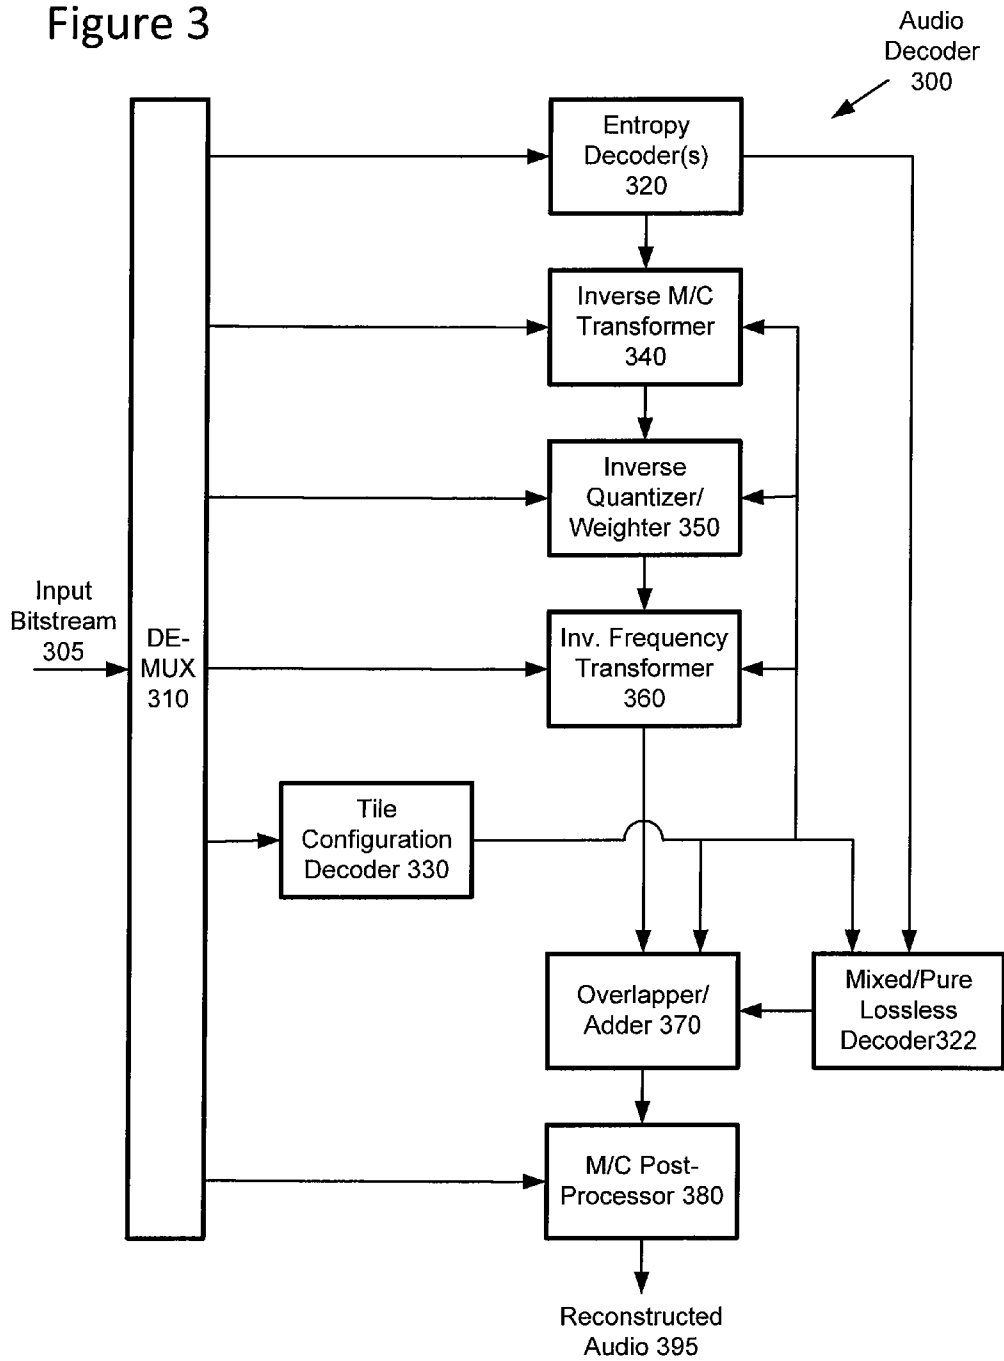 Figure 3
Audio
Decoder
300
Entropy
Decoder(s)
320
Inverse M/C
Transformer
340
Inverse
Quantizer/
Weighter 350
Input
Bitstream
305
DE-
MUX
310
Inv. Frequency
Transformer
360
Tile
Configuration
Decoder 330
Overlapper/
Adder 370
Mixed/Pure
Lossless
Decoder322
M/C Post-
Processor 380
Reconstructed
Audio 395